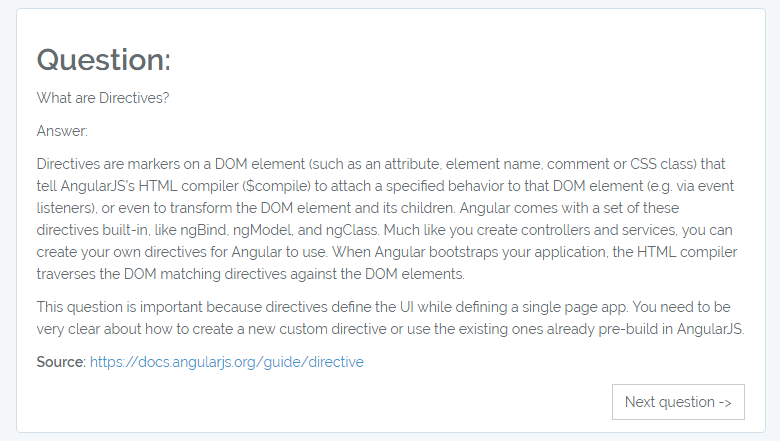 Question:
What are Directives?
Answer:
Directives are markers on a DOM element (such as an attribute, element name, comment or CSS class) that
tell AngularJS's HTML compiler ($compile) to attach a specified behavior to that DOM element (e.g. via event
listeners), or even to transform the DOM element and its children. Angular comes with a set of these
directives built-in, like ngBind, ngModel, and ngClass. Much like you create controllers and services, you can
create your own directives for Angular to use. When Angular bootstraps your application, the HTML compiler
traverses the DOM matching directives against the DOM elements.
This question is important because directives define the UI while defining a single page app. You need to be
very clear about how to create a new custom directive or use the existing ones already pre-build in AngularJS.
Source: https://docs.angularjs.org/guide/directive
Next question ->